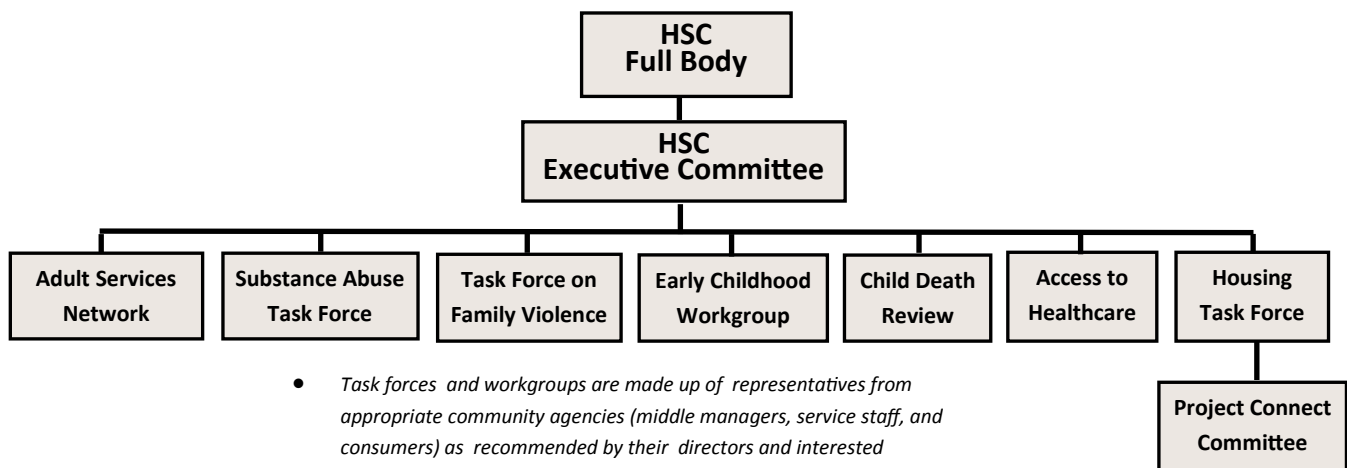 HSC
Full Body
HSC
Executive Committee
Adult Services
Network
Substance Abuse
Task Force
Task Force on
Family Violence
Early Childhood
Workgroup
Child Death
Review
Access to
Healthcare
Housing
Task Force
• Task forces and workgroups are made up of representatives from
appropriate community agencies (middle managers, service staff, and
consumers) as recommended by their directors and interested
Project Connect
Committee